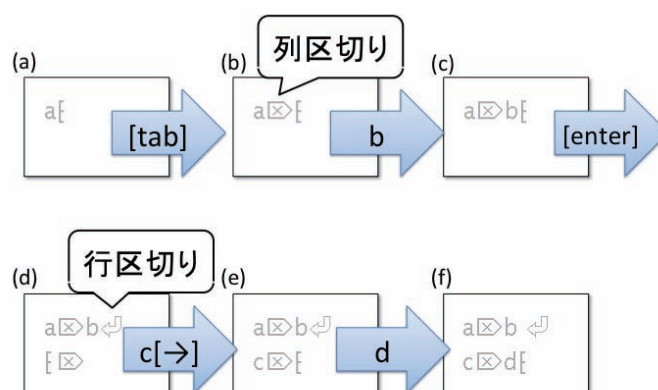 列区切り
(a)
(b)
(c)
a[
[tab]
a⌦[
b
a⌦b[
[enter]
行区切り
(d)
(e)
(f)
a⌦b⏎
[⌦
c[→]
a⌦b⏎
c⌦[
d
a⌦b ⏎
c⌦d[